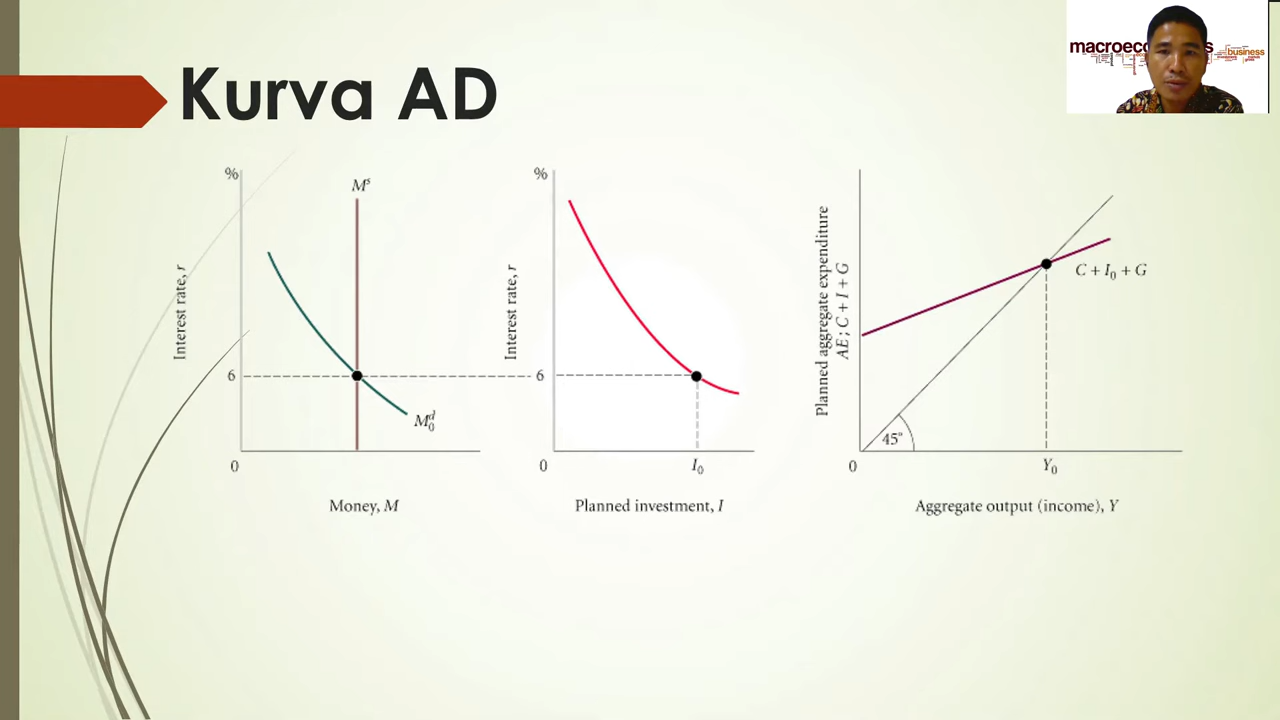 Kurva AD
business
%
Mˢ
Interest rate, r
6
M₀ᵈ
0
Money, M
%
Interest rate, r
6
0
I₀
Planned investment, I
Planned aggregate expenditure
AE; C + I + G
C + I₀ + G
45°
0
Y₀
Aggregate output (income), Y